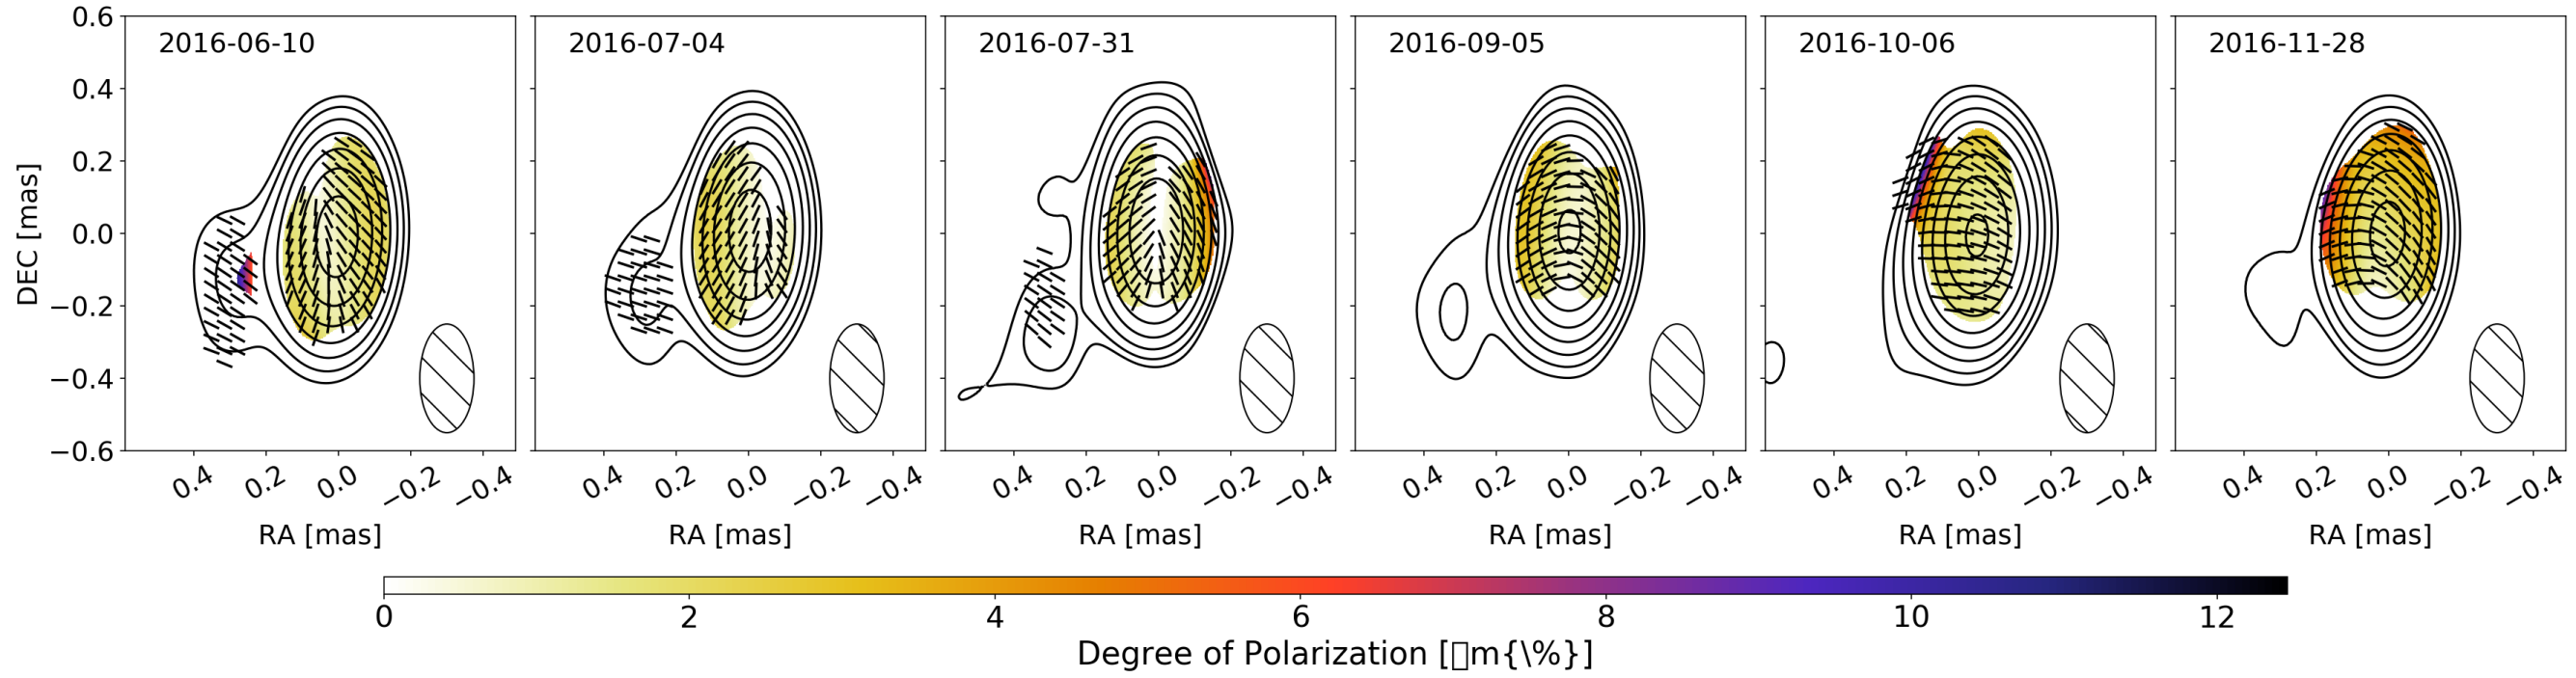 2016-06-10
2016-07-04
2016-07-31
2016-09-05
2016-10-06
2016-11-28
0.6
0.4
0.2
0.0
−0.2
−0.4
−0.6
DEC [mas]
0.4 0.2 0.0 −0.2 −0.4
0.4 0.2 0.0 −0.2 −0.4
0.4 0.2 0.0 −0.2 −0.4
0.4 0.2 0.0 −0.2 −0.4
0.4 0.2 0.0 −0.2 −0.4
0.4 0.2 0.0 −0.2 −0.4
RA [mas]
RA [mas]
RA [mas]
RA [mas]
RA [mas]
RA [mas]
0 2 4 6 8 10 12
Degree of Polarization [▯m{\%}]